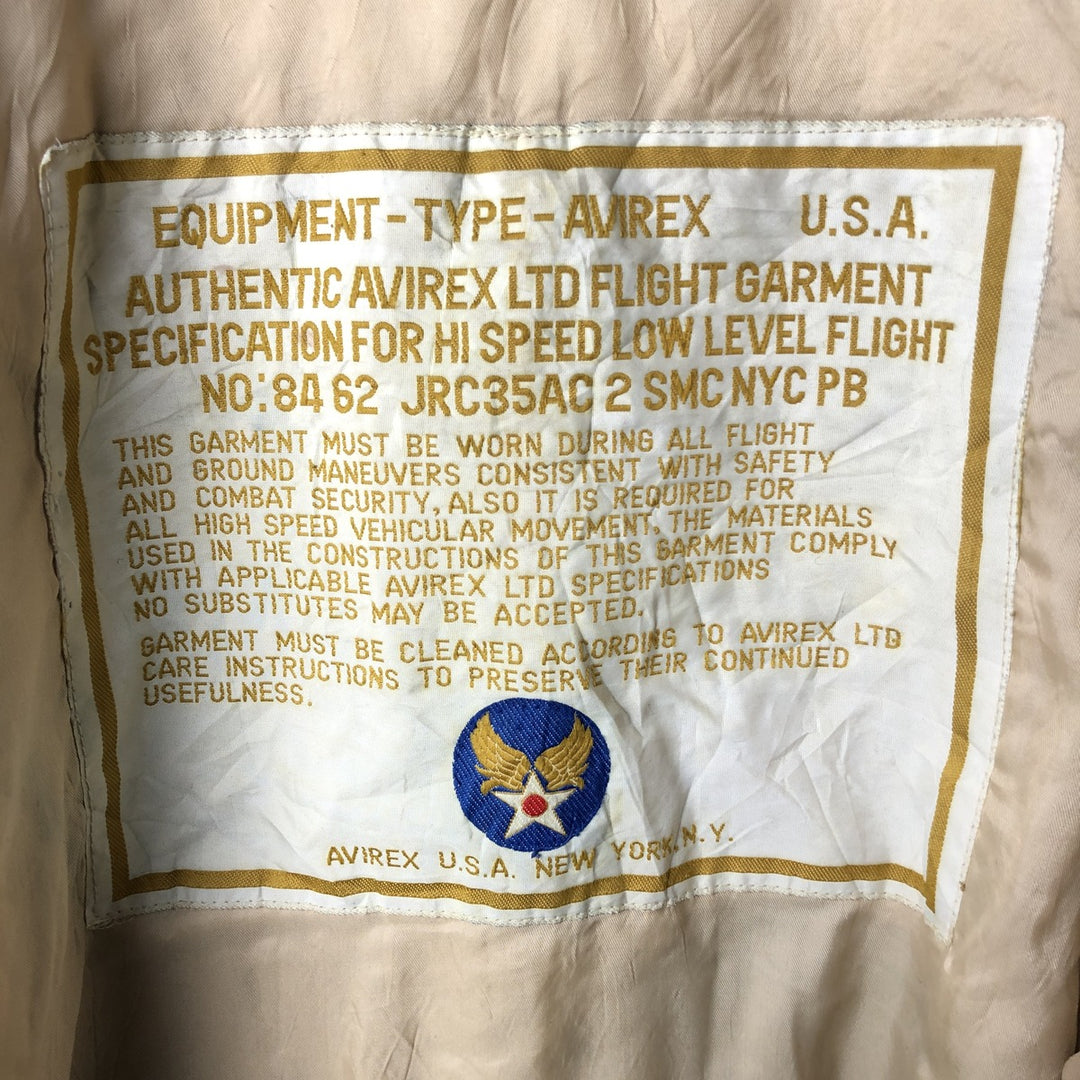 EQUIPMENT - TYPE - AVIREX U.S.A.
AUTHENTIC AVIREX LTD FLIGHT GARMENT
SPECIFICATION FOR HI SPEED LOW LEVEL FLIGHT
NO: 84 62 JRC35AC 2 SMC NYC PB
THIS GARMENT MUST BE WORN DURING ALL FLIGHT
AND GROUND MANEUVERS CONSISTENT WITH SAFETY
AND COMBAT SECURITY, ALSO IT IS REQUIRED FOR
ALL HIGH SPEED VEHICULAR MOVEMENT, THE MATERIALS
USED IN THE CONSTRUCTIONS OF THIS GARMENT COMPLY
WITH APPLICABLE AVIREX LTD SPECIFICATIONS
NO SUBSTITUTES MAY BE ACCEPTED.
GARMENT MUST BE CLEANED ACCORDING TO AVIREX LTD
CARE INSTRUCTIONS TO PRESERVE THEIR CONTINUED
USEFULNESS.
AVIREX U.S.A. NEW YORK, N.Y.